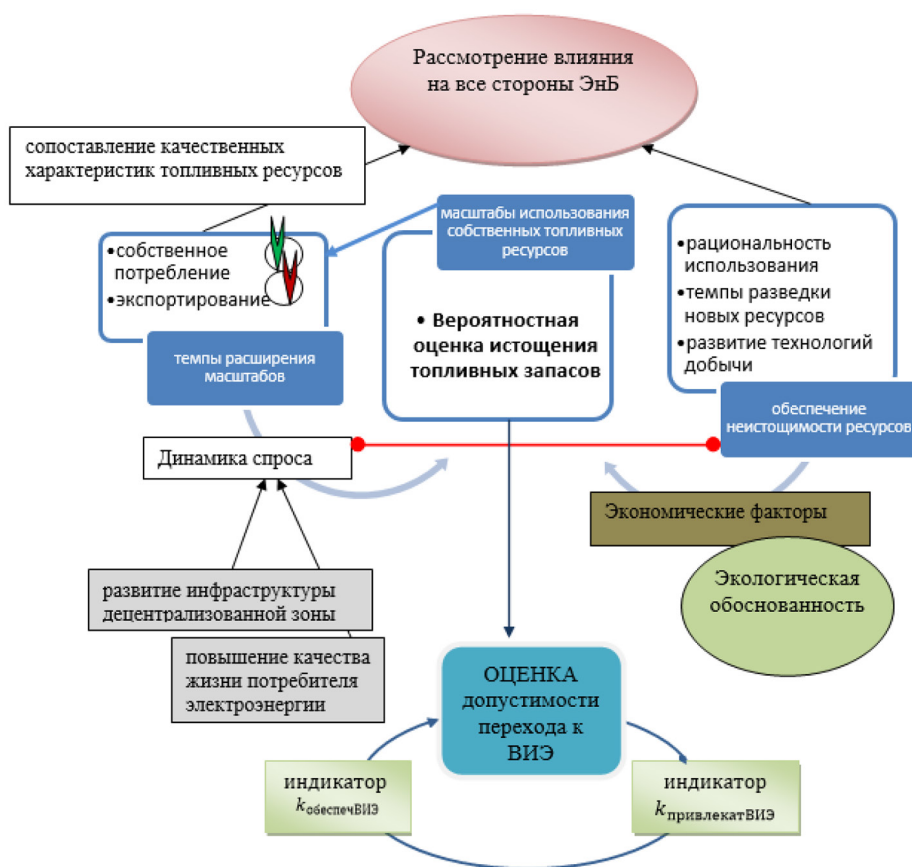 Рассмотрение влияния
на все стороны ЭнБ
сопоставление качественных
характеристик топливных ресурсов
масштабы использования
собственных топливных
ресурсов
•собственное
потребление
•экспортирование
темпы расширения
масштабов
• Вероятностная
оценка истощения
топливных запасов
•рациональность
использования
•темпы разведки
новых ресурсов
•развитие технологий
добычи
обеспечение
неистощимости ресурсов
Динамика спроса
Экономические факторы
Экологическая
обоснованность
развитие инфраструктуры
децентрализованной зоны
повышение качества
жизни потребителя
электроэнергии
ОЦЕНКА
допустимости
перехода к
ВИЭ
индикатор
kобеспечВИЭ
индикатор
kпривлекатВИЭ